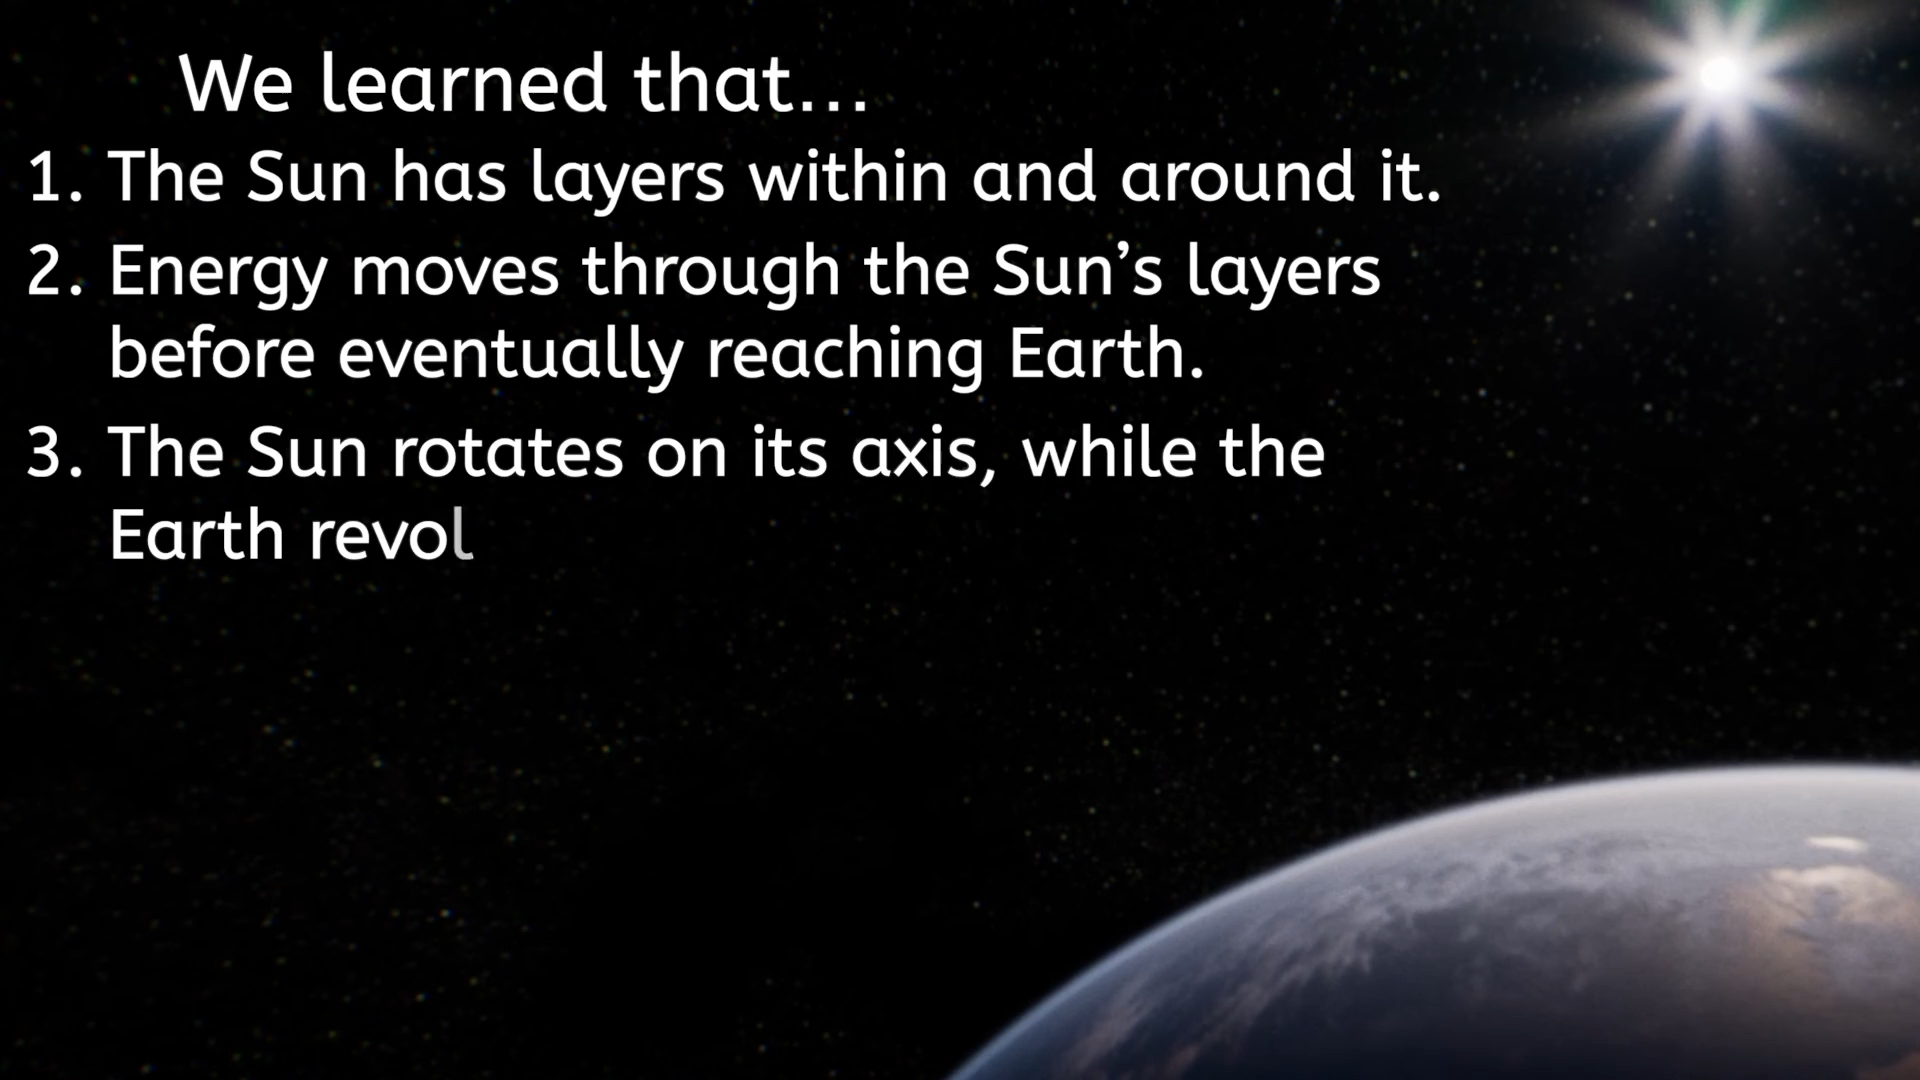 We learned that...
1. The Sun has layers within and around it.
2. Energy moves through the Sun’s layers
before eventually reaching Earth.
3. The Sun rotates on its axis, while the
Earth revol